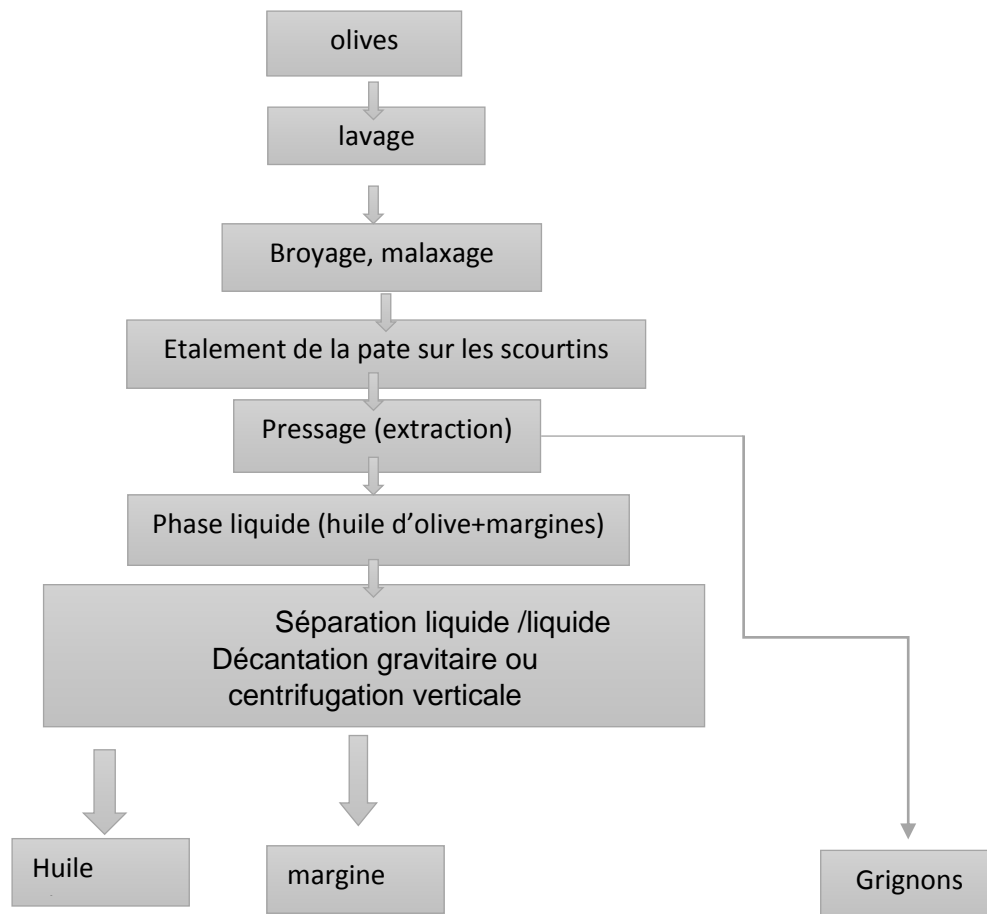 olives
lavage
Broyage, malaxage
Etalement de la pate sur les scourtins
Pressage (extraction)
Phase liquide (huile d’olive+margines)
Séparation liquide /liquide
Décantation gravitaire ou
centrifugation verticale
Huile
margine
Grignons